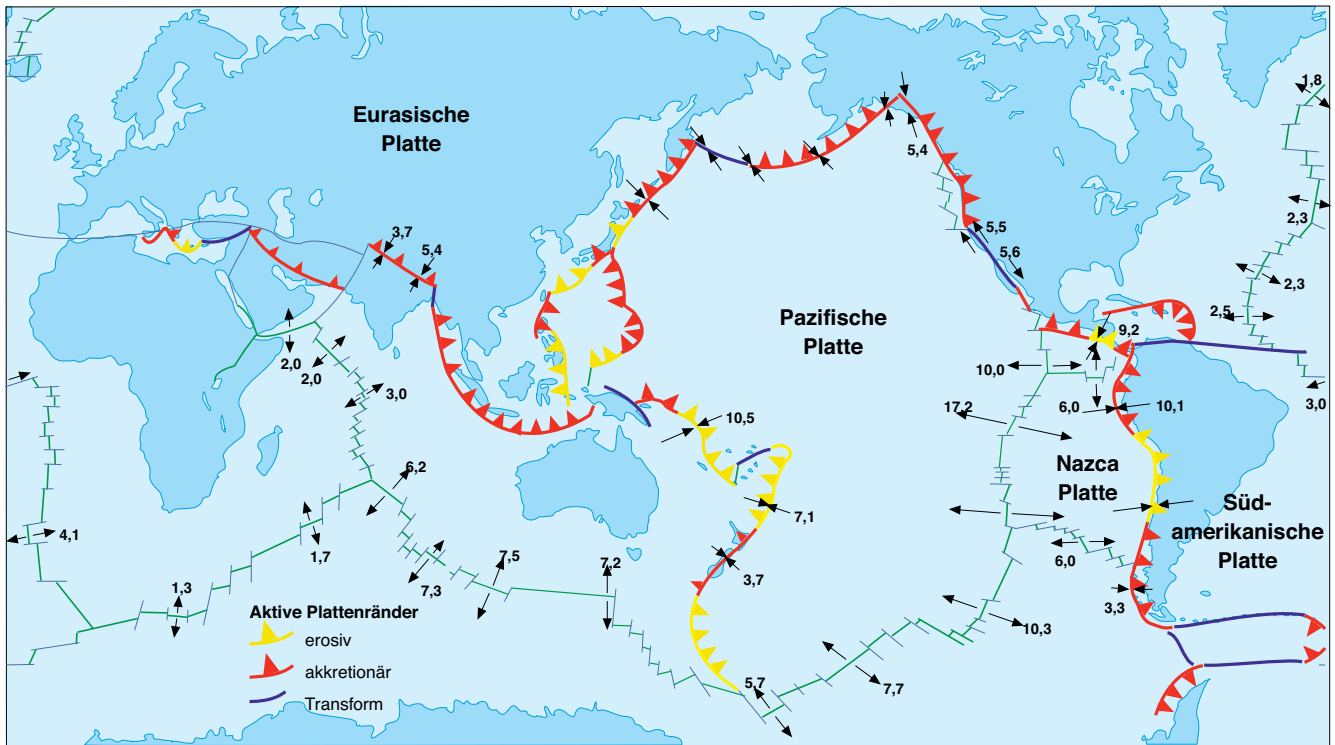 1,8
Eurasische
Platte
5,4
2,3
3,7
5,4
5,5
5,6
2,3
2,5
Pazifische
Platte
9,2
2,0
2,0
10,0
3,0
3,0
17,2
6,0
10,1
10,5
6,2
Nazca
Platte
Süd-
amerikanische
Platte
7,1
4,1
1,7
7,5
7,2
3,7
6,0
7,3
1,3
3,3
Aktive Plattenränder
erosiv
akkretionär
Transform
10,3
5,7
7,7